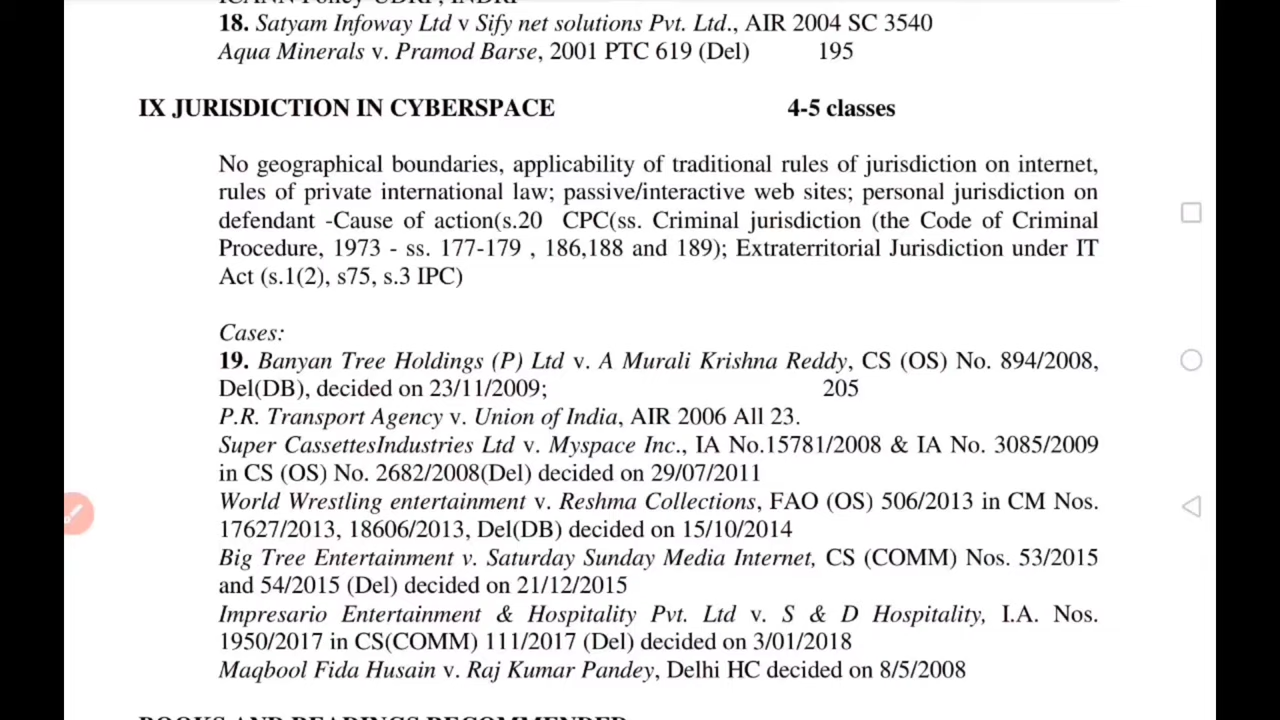 ICANN Policy UDRP, INDRP
18. Satyam Infoway Ltd v Sify net solutions Pvt. Ltd., AIR 2004 SC 3540
Aqua Minerals v. Pramod Barse, 2001 PTC 619 (Del) 195
IX JURISDICTION IN CYBERSPACE 4-5 classes
No geographical boundaries, applicability of traditional rules of jurisdiction on internet,
rules of private international law; passive/interactive web sites; personal jurisdiction on
defendant -Cause of action(s.20 CPC(ss. Criminal jurisdiction (the Code of Criminal
Procedure, 1973 - ss. 177-179 , 186,188 and 189); Extraterritorial Jurisdiction under IT
Act (s.1(2), s75, s.3 IPC)
Cases:
19. Banyan Tree Holdings (P) Ltd v. A Murali Krishna Reddy, CS (OS) No. 894/2008,
Del(DB), decided on 23/11/2009; 205
P.R. Transport Agency v. Union of India, AIR 2006 All 23.
Super CassettesIndustries Ltd v. Myspace Inc., IA No.15781/2008 & IA No. 3085/2009
in CS (OS) No. 2682/2008(Del) decided on 29/07/2011
World Wrestling entertainment v. Reshma Collections, FAO (OS) 506/2013 in CM Nos.
17627/2013, 18606/2013, Del(DB) decided on 15/10/2014
Big Tree Entertainment v. Saturday Sunday Media Internet, CS (COMM) Nos. 53/2015
and 54/2015 (Del) decided on 21/12/2015
Impresario Entertainment & Hospitality Pvt. Ltd v. S & D Hospitality, I.A. Nos.
1950/2017 in CS(COMM) 111/2017 (Del) decided on 3/01/2018
Maqbool Fida Husain v. Raj Kumar Pandey, Delhi HC decided on 8/5/2008
BOOKS AND READINGS RECOMMENDED